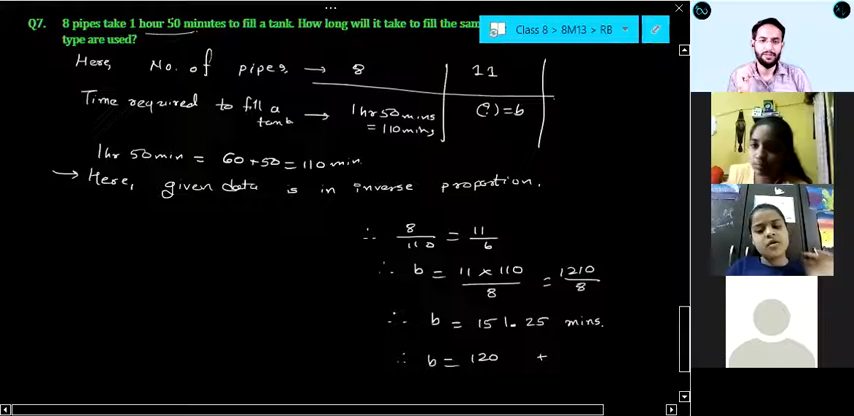 Q7. 8 pipes take 1 hour 50 minutes to fill a tank. How long will it take to fill the sam
type are used?
Class 8 > 8M13 > RB
Here, No. of pipes → 8 11
Time required to fill a tank → 1hr 50mins = 110 mins (?) = b
1hr 50min = 60 + 50 = 110 min.
→ Here, given data is in inverse proportion.
∴ 8/110 = 11/b
∴ b = 11 x 110/8 = 1210/8
∴ b = 151.25 mins.
∴ b = 120 +